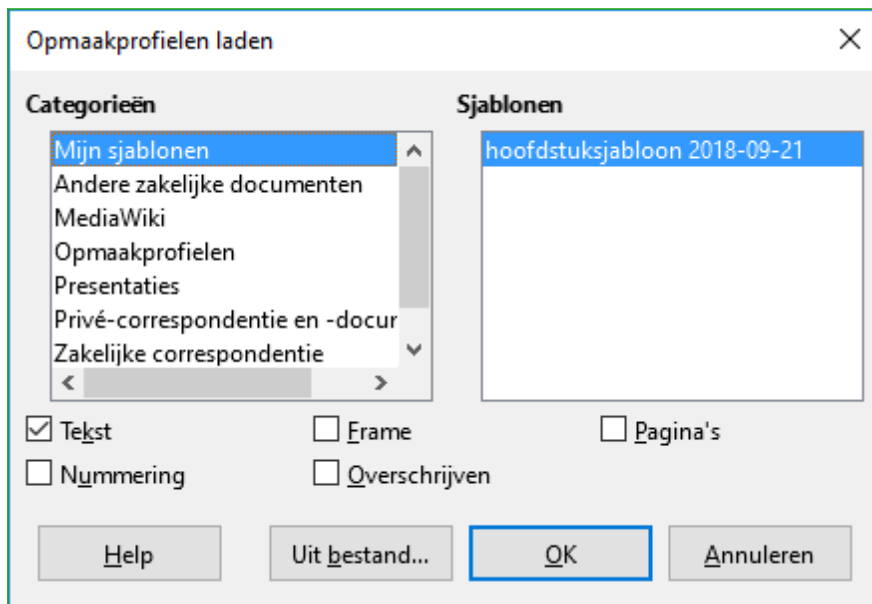 Opmaakprofielen laden
Categorieën
Sjablonen
Mijn sjablonen
hoofdstuksjabloon 2018-09-21
Andere zakelijke documenten
MediaWiki
Opmaakprofielen
Presentaties
Privé-correspondentie en -docur
Zakelijke correspondentie
Tekst
Frame
Pagina's
Nummering
Overschrijven
Help
Uit bestand...
OK
Annuleren